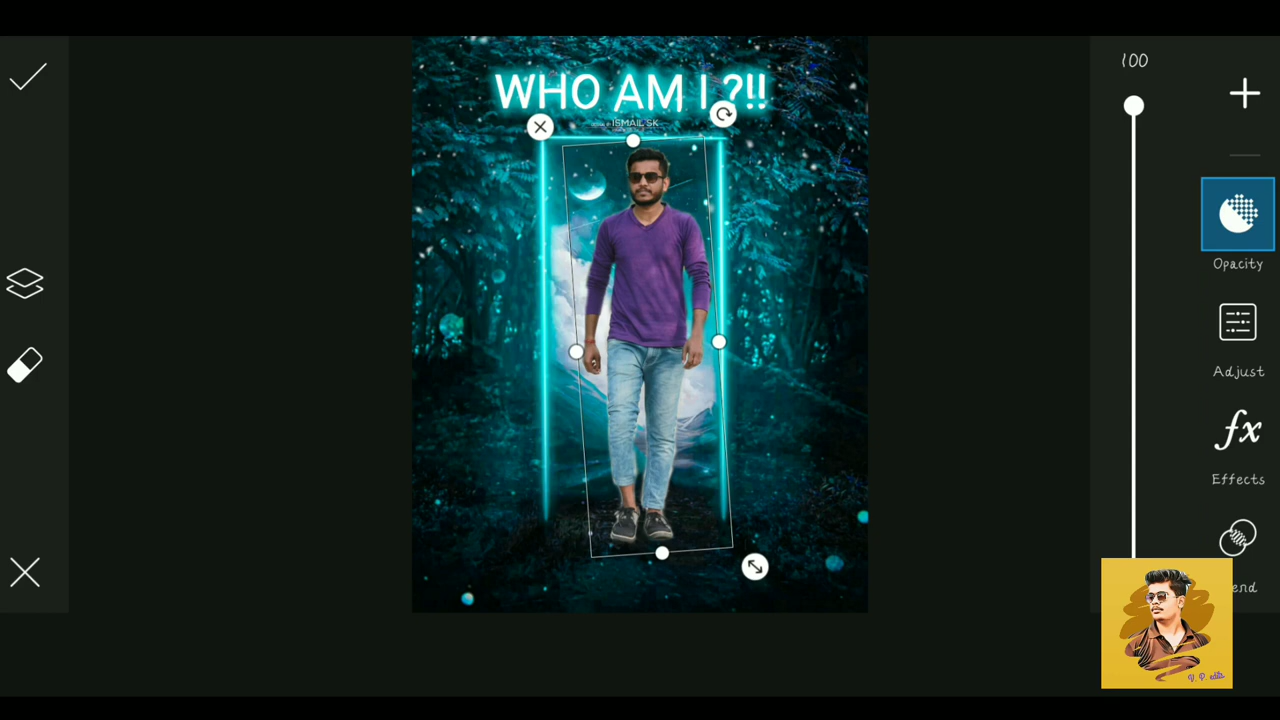 100
WHO AM I ?!!
ISMAIL SK
Opacity
Adjust
fx
Effects
end